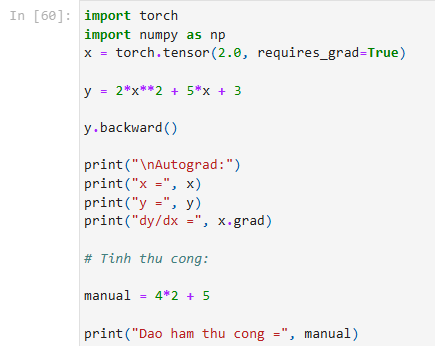 In [60]: import torch
import numpy as np
x = torch.tensor(2.0, requires_grad=True)
y = 2*x**2 + 5*x + 3
y.backward()
print("\nAutograd:")
print("x =", x)
print("y =", y)
print("dy/dx =", x.grad)
# Tinh thu cong:
manual = 4*2 + 5
print("Dao ham thu cong =", manual)